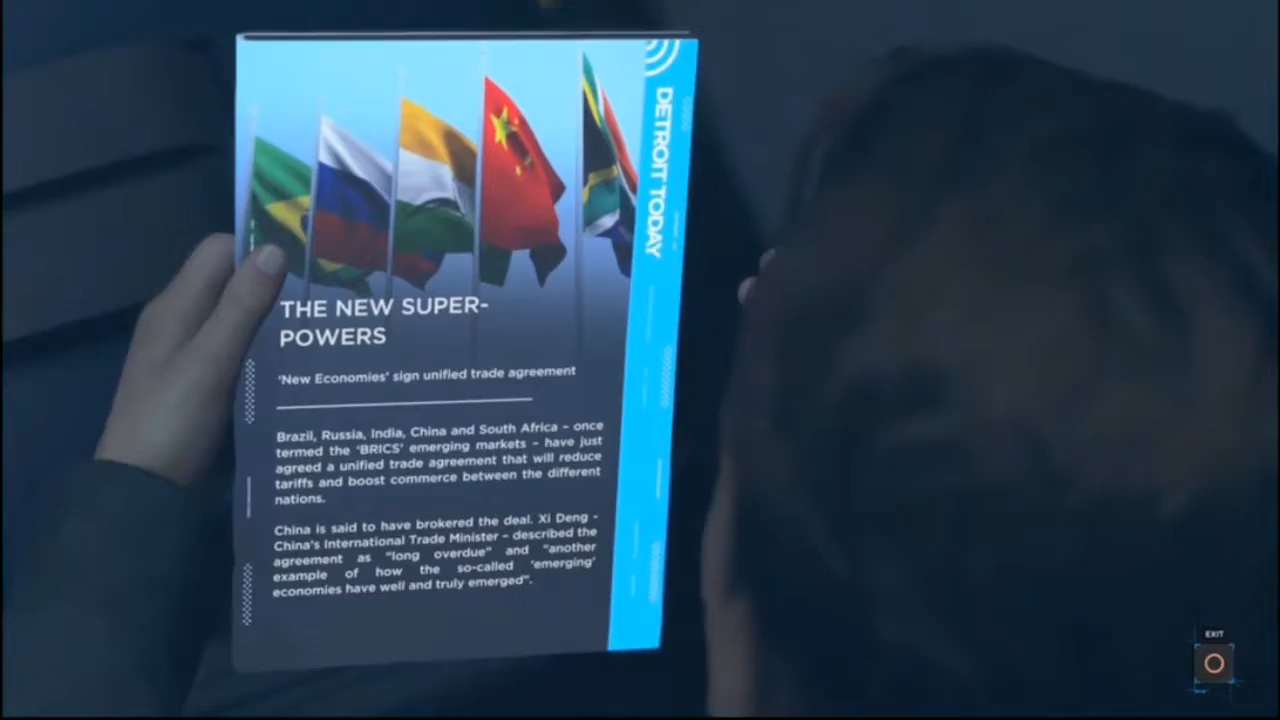 DETROIT TODAY
THE NEW SUPER-
POWERS
'New Economies' sign unified trade agreement
Brazil, Russia, India, China and South Africa – once
termed the 'BRICS' emerging markets – have just
agreed a unified trade agreement that will reduce
tariffs and boost commerce between the different
nations.
China is said to have brokered the deal. Xi Deng -
China's International Trade Minister – described the
agreement as "long overdue" and "another
example of how the so-called 'emerging'
economies have well and truly emerged".
EXIT